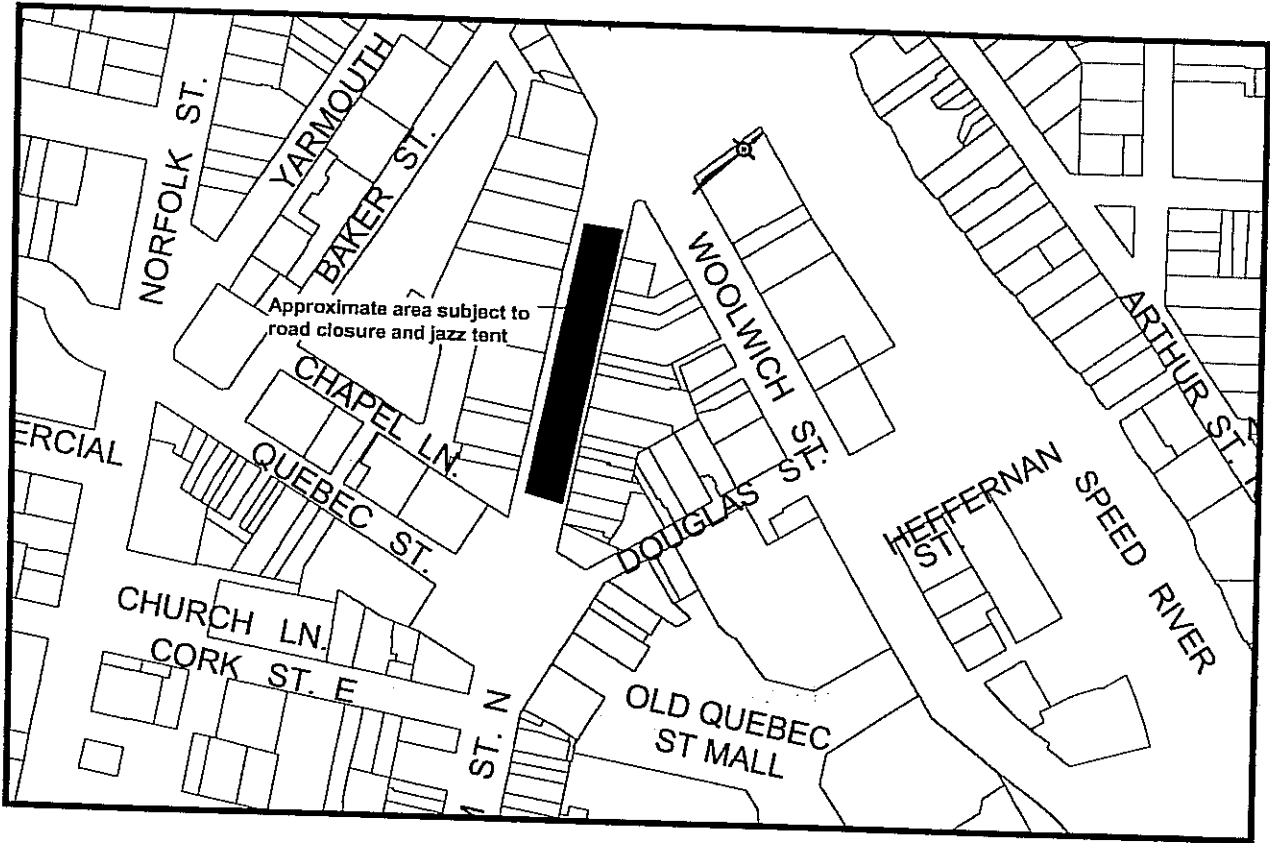 YARMOUTH
NORFOLK ST.
BAKER ST.
WOOLWICH ST.
Approximate area subject to
road closure and jazz tent
ARTHUR ST.
CHAPEL LN.
ERCIAL
QUEBEC ST.
DOUGLAS ST.
HEFFERNAN
ST.
SPEED RIVER
CHURCH LN.
CORK ST. E
ST. N
OLD QUEBEC
ST MALL